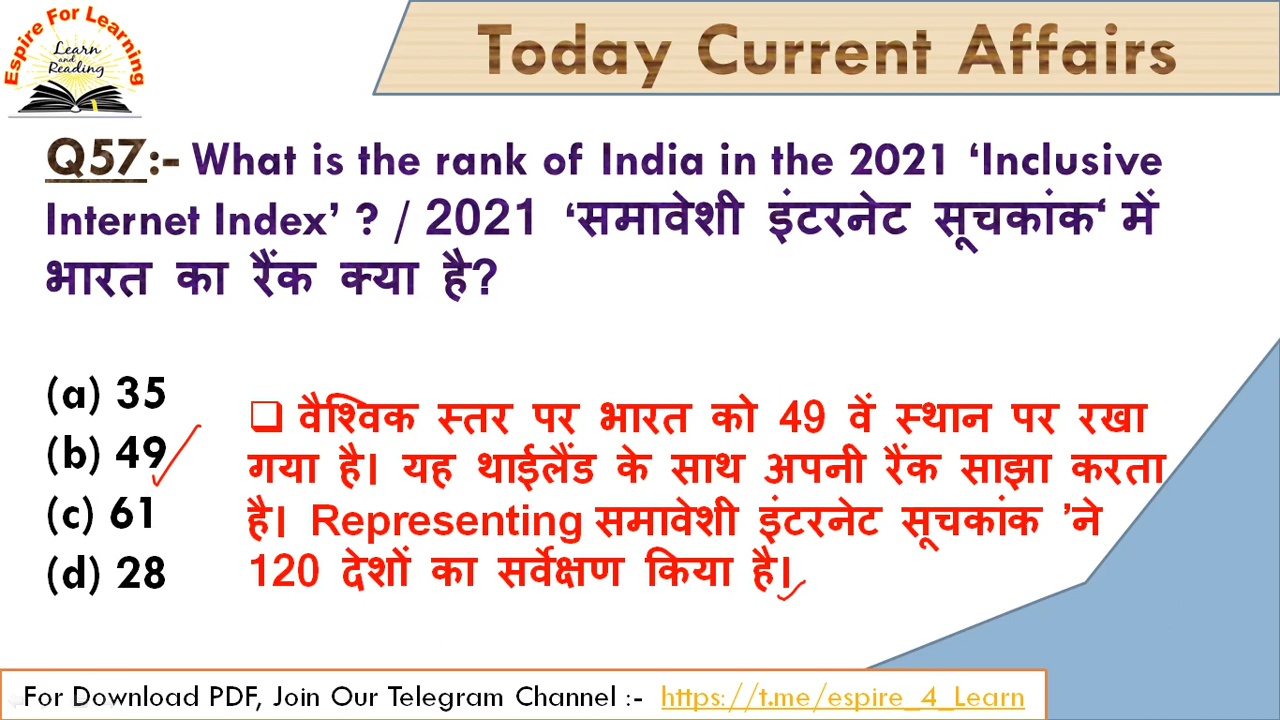 Espire For Learning
Learn
and
Reading
Today Current Affairs
Q57:- What is the rank of India in the 2021 ‘Inclusive
Internet Index’ ? / 2021 ‘समावेशी इंटरनेट सूचकांक‘ में
भारत का रैंक क्या है?
(a) 35
(b) 49
(c) 61
(d) 28
❑ वैश्विक स्तर पर भारत को 49 वें स्थान पर रखा
गया है। यह थाईलैंड के साथ अपनी रैंक साझा करता
है। Representing समावेशी इंटरनेट सूचकांक ’ने
120 देशों का सर्वेक्षण किया है।
For Download PDF, Join Our Telegram Channel :- https://t.me/espire_4_Learn